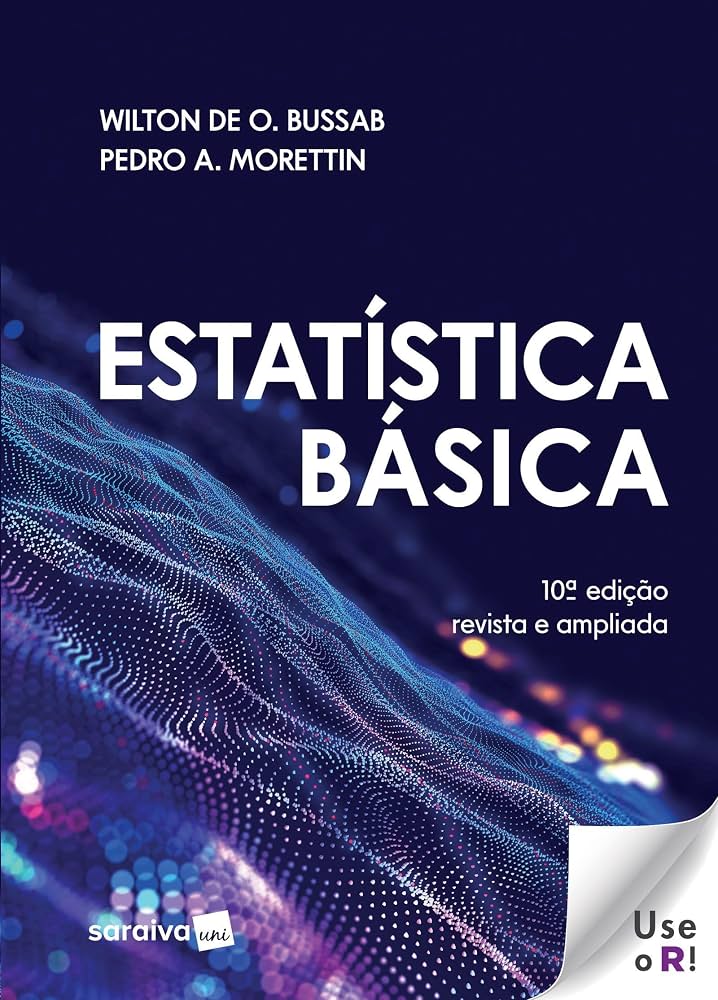 WILTON DE O. BUSSAB
PEDRO A. MORETTIN
ESTATÍSTICA
BÁSICA
10ª edição
revista e ampliada
saraiva uni
Use
o R!